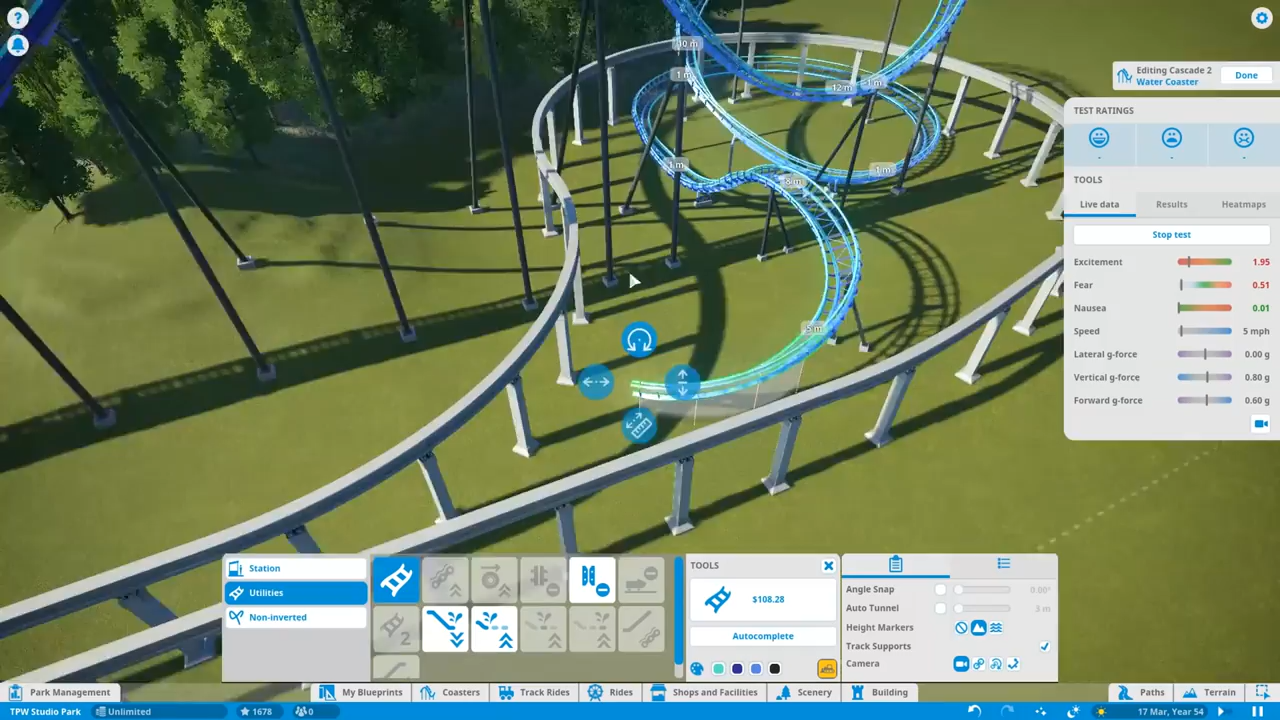 ?
10 m
1 m
12 m
1 m
1 m
8 m
1 m
5 m
Editing Cascade 2
Water Coaster
Done
TEST RATINGS
- - -
TOOLS
Live data Results Heatmaps
Stop test
Excitement 1.95
Fear 0.51
Nausea 0.01
Speed 5 mph
Lateral g-force 0.00 g
Vertical g-force 0.80 g
Forward g-force 0.60 g
Station
Utilities
Non-inverted
2
TOOLS
$108.28
Autocomplete
Angle Snap 0.00°
Auto Tunnel 3 m
Height Markers
Track Supports
Camera
Park Management My Blueprints Coasters Track Rides Rides Shops and Facilities Scenery Building Paths Terrain
TPW Studio Park Unlimited 1678 0 17 Mar, Year 54